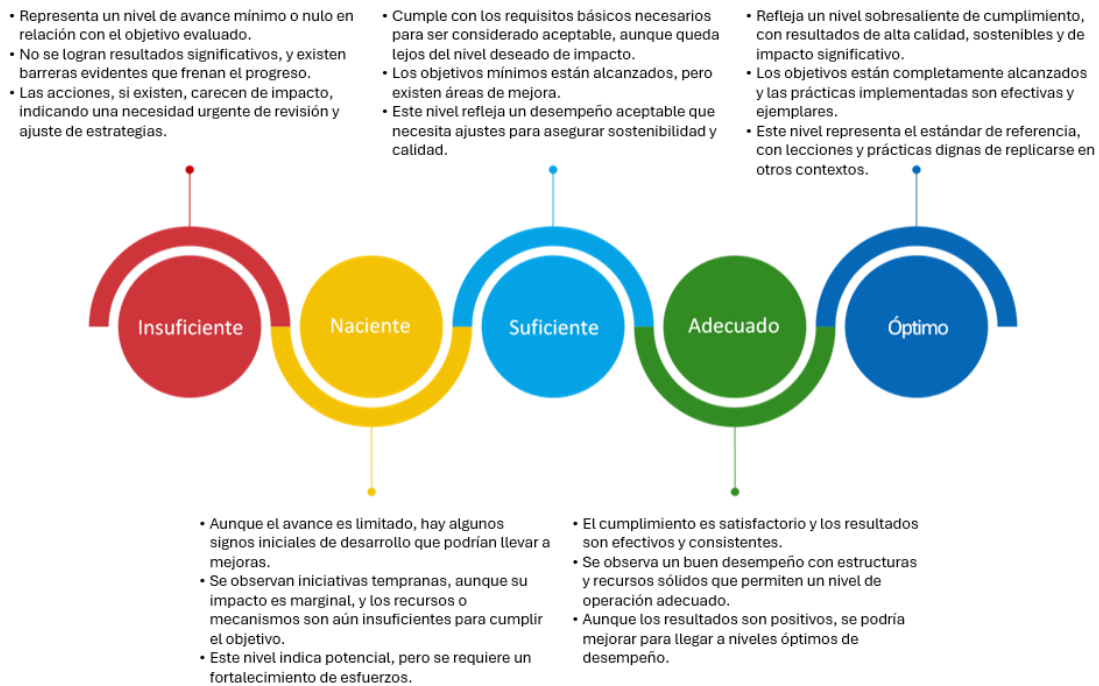 • Representa un nivel de avance mínimo o nulo en
relación con el objetivo evaluado.
• No se logran resultados significativos, y existen
barreras evidentes que frenan el progreso.
• Las acciones, si existen, carecen de impacto,
indicando una necesidad urgente de revisión y
ajuste de estrategias.
• Cumple con los requisitos básicos necesarios
para ser considerado aceptable, aunque queda
lejos del nivel deseado de impacto.
• Los objetivos mínimos están alcanzados, pero
existen áreas de mejora.
• Este nivel refleja un desempeño aceptable que
necesita ajustes para asegurar sostenibilidad y
calidad.
• Refleja un nivel sobresaliente de cumplimiento,
con resultados de alta calidad, sostenibles y de
impacto significativo.
• Los objetivos están completamente alcanzados
y las prácticas implementadas son efectivas y
ejemplares.
• Este nivel representa el estándar de referencia,
con lecciones y prácticas dignas de replicarse en
otros contextos.
Insuficiente
Naciente
Suficiente
Adecuado
Óptimo
• Aunque el avance es limitado, hay algunos
signos iniciales de desarrollo que podrían llevar a
mejoras.
• Se observan iniciativas tempranas, aunque su
impacto es marginal, y los recursos o
mecanismos son aún insuficientes para cumplir
el objetivo.
• Este nivel indica potencial, pero se requiere un
fortalecimiento de esfuerzos.
• El cumplimiento es satisfactorio y los resultados
son efectivos y consistentes.
• Se observa un buen desempeño con estructuras
y recursos sólidos que permiten un nivel de
operación adecuado.
• Aunque los resultados son positivos, se podría
mejorar para llegar a niveles óptimos de
desempeño.